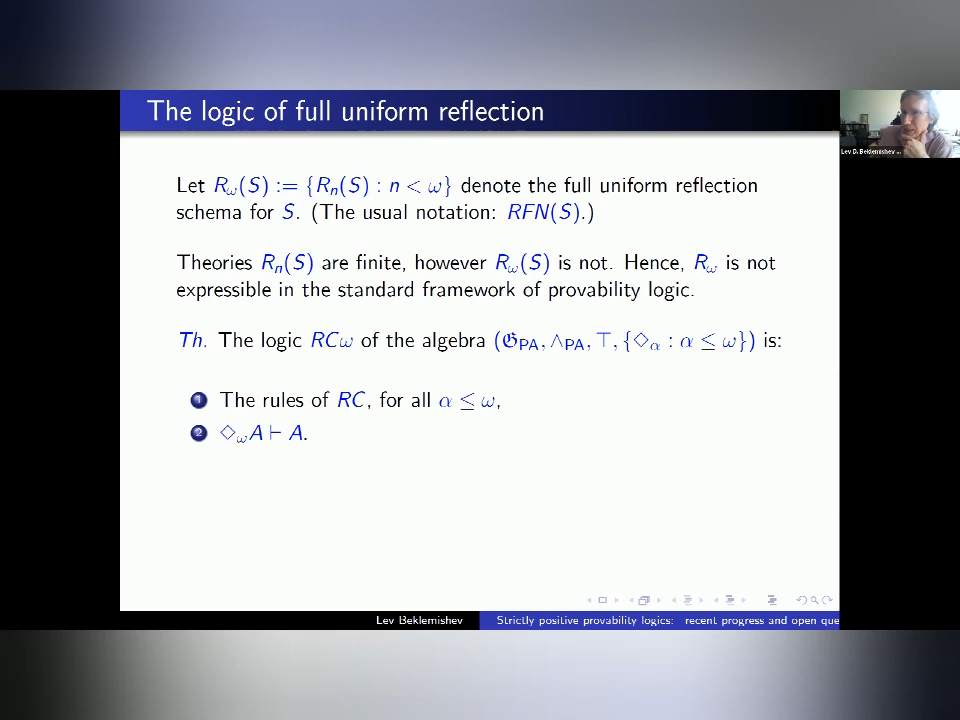 The logic of full uniform reflection
Lev D. Beklemishev ...
Let R_ω(S) := {R_n(S) : n < ω} denote the full uniform reflection
schema for S. (The usual notation: RFN(S).)
Theories R_n(S) are finite, however R_ω(S) is not. Hence, R_ω is not
expressible in the standard framework of provability logic.
Th. The logic RCω of the algebra (𝔊_PA, ∧_PA, ⊤, {◇_α : α ≤ ω}) is:
1 The rules of RC, for all α ≤ ω,
2 ◇_ω A ⊢ A.
Lev Beklemishev Strictly positive provability logics: recent progress and open que